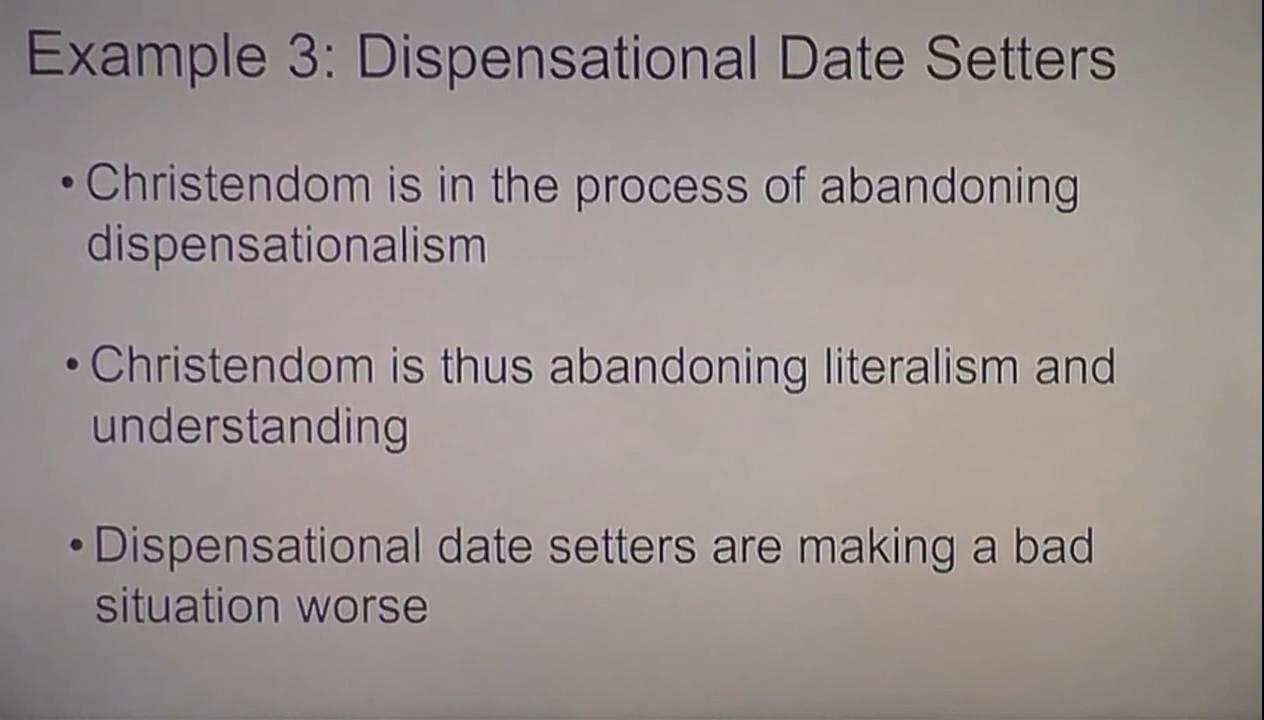 Example 3: Dispensational Date Setters
• Christendom is in the process of abandoning
dispensationalism
• Christendom is thus abandoning literalism and
understanding
• Dispensational date setters are making a bad
situation worse